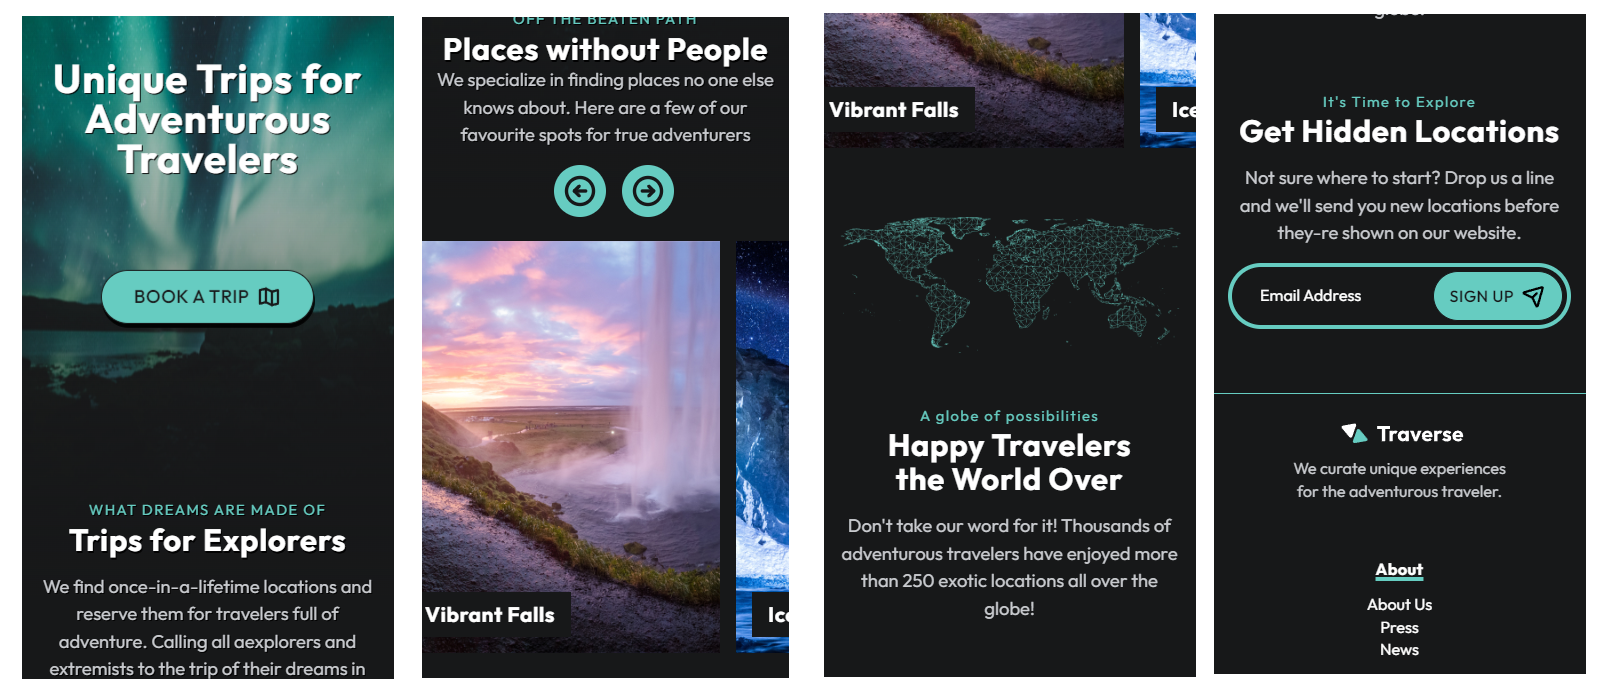 Unique Trips for
Adventurous
Travelers
BOOK A TRIP
WHAT DREAMS ARE MADE OF
Trips for Explorers
We find once-in-a-lifetime locations and
reserve them for travelers full of
adventure. Calling all aexplorers and
extremists to the trip of their dreams in
OFF THE BEATEN PATH
Places without People
We specialize in finding places no one else
knows about. Here are a few of our
favourite spots for true adventurers
Vibrant Falls
Ice
Vibrant Falls
Ice
A globe of possibilities
Happy Travelers
the World Over
Don't take our word for it! Thousands of
adventurous travelers have enjoyed more
than 250 exotic locations all over the
globe!
globe!
It's Time to Explore
Get Hidden Locations
Not sure where to start? Drop us a line
and we'll send you new locations before
they-re shown on our website.
Email Address
SIGN UP
Traverse
We curate unique experiences
for the adventurous traveler.
About
About Us
Press
News